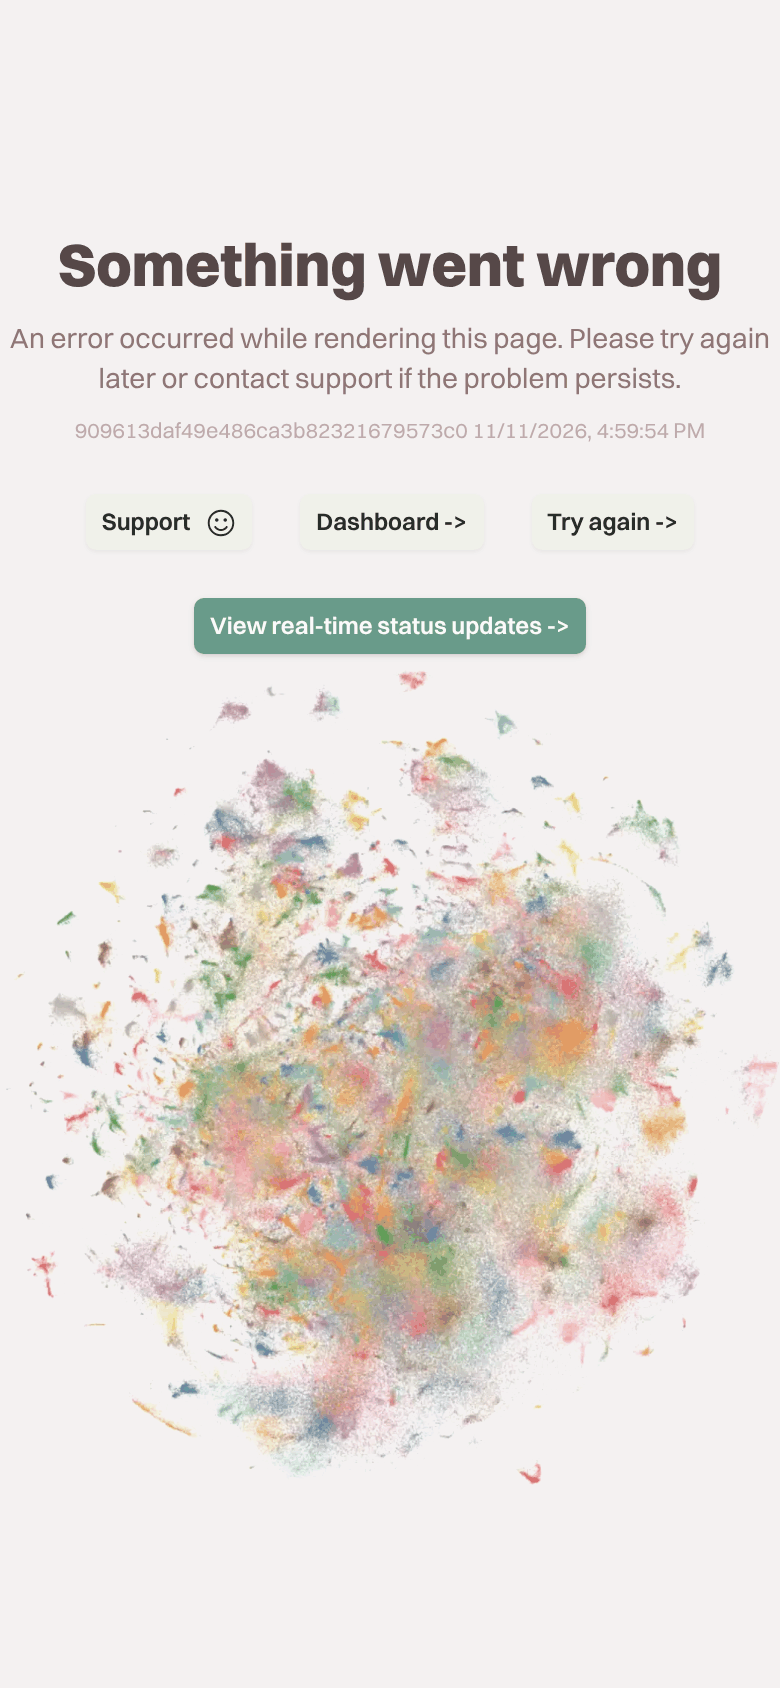 Something went wrong
An error occurred while rendering this page. Please try again
later or contact support if the problem persists.
909613daf49e486ca3b82321679573c0 11/11/2026, 4:59:54 PM
Support
Dashboard ->
Try again ->
View real-time status updates ->